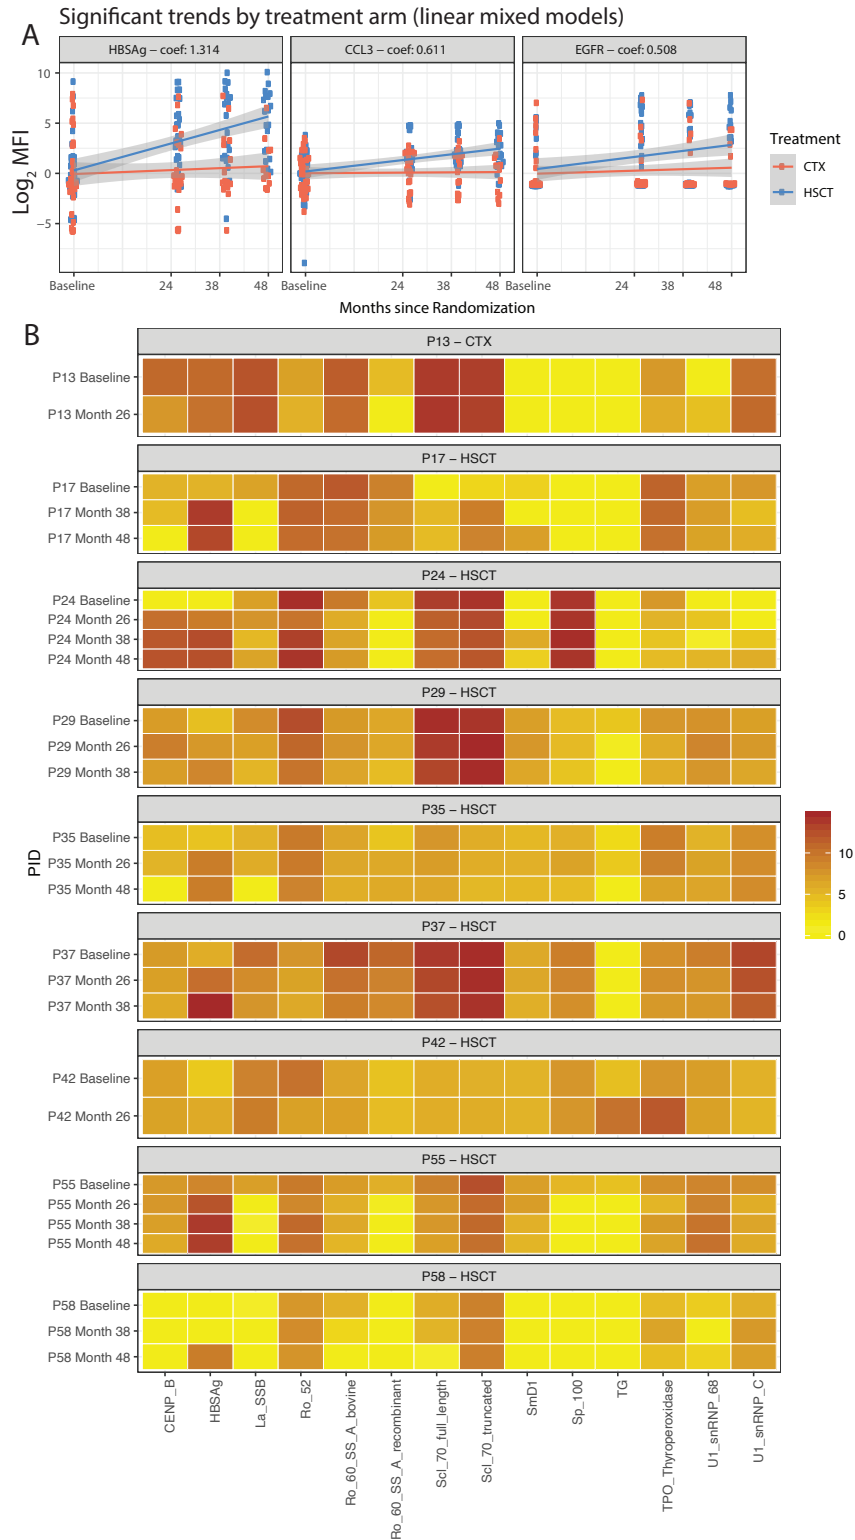 Significant trends by treatment arm (linear mixed models)
A
HBSAg – coef: 1.314
CCL3 – coef: 0.611
EGFR – coef: 0.508
Log2 MFI
10
5
0
−5
Baseline 24 38 48
Baseline 24 38 48
Baseline 24 38 48
Months since Randomization
Treatment
CTX
HSCT
B
PID
P13 – CTX
P13 Baseline
P13 Month 26
P17 – HSCT
P17 Baseline
P17 Month 38
P17 Month 48
P24 – HSCT
P24 Baseline
P24 Month 26
P24 Month 38
P24 Month 48
P29 – HSCT
P29 Baseline
P29 Month 26
P29 Month 38
P35 – HSCT
P35 Baseline
P35 Month 26
P35 Month 48
P37 – HSCT
P37 Baseline
P37 Month 26
P37 Month 38
P42 – HSCT
P42 Baseline
P42 Month 26
P55 – HSCT
P55 Baseline
P55 Month 26
P55 Month 38
P55 Month 48
P58 – HSCT
P58 Baseline
P58 Month 38
P58 Month 48
10
5
0
CENP_B
HBSAg
La_SSB
Ro_52
Ro_60_SS_A_bovine
Ro_60_SS_A_recombinant
Scl_70_full_length
Scl_70_truncated
SmD1
Sp_100
TG
TPO_Thyroperoxidase
U1_snRNP_68
U1_snRNP_C